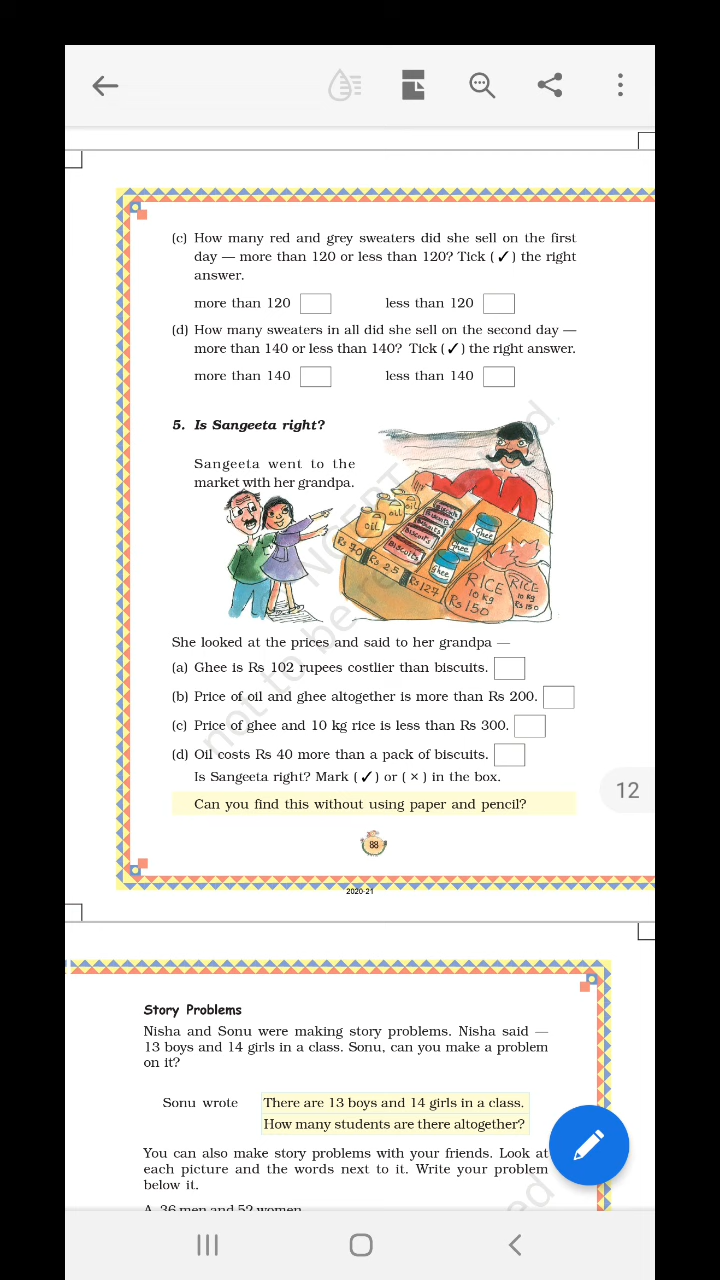 (c) How many red and grey sweaters did she sell on the first
day — more than 120 or less than 120? Tick (✓) the right
answer.
more than 120 less than 120
(d) How many sweaters in all did she sell on the second day —
more than 140 or less than 140? Tick (✓) the right answer.
more than 140 less than 140
5. Is Sangeeta right?
Sangeeta went to the
market with her grandpa.
oil oil oil
Biscuits
Biscuits
Biscuits
Biscuits
Biscuits
Ghee
Ghee
Ghee
Rs 70 Rs 25 Rs 127
RICE
10 kg
Rs 150
RICE
10 Kg
Rs 150
She looked at the prices and said to her grandpa —
(a) Ghee is Rs 102 rupees costlier than biscuits.
(b) Price of oil and ghee altogether is more than Rs 200.
(c) Price of ghee and 10 kg rice is less than Rs 300.
(d) Oil costs Rs 40 more than a pack of biscuits.
Is Sangeeta right? Mark (✓) or (×) in the box.
12
Can you find this without using paper and pencil?
88
2020-21
Story Problems
Nisha and Sonu were making story problems. Nisha said —
13 boys and 14 girls in a class. Sonu, can you make a problem
on it?
Sonu wrote There are 13 boys and 14 girls in a class.
How many students are there altogether?
You can also make story problems with your friends. Look at
each picture and the words next to it. Write your problem
below it.
A. 36 men and 52 women